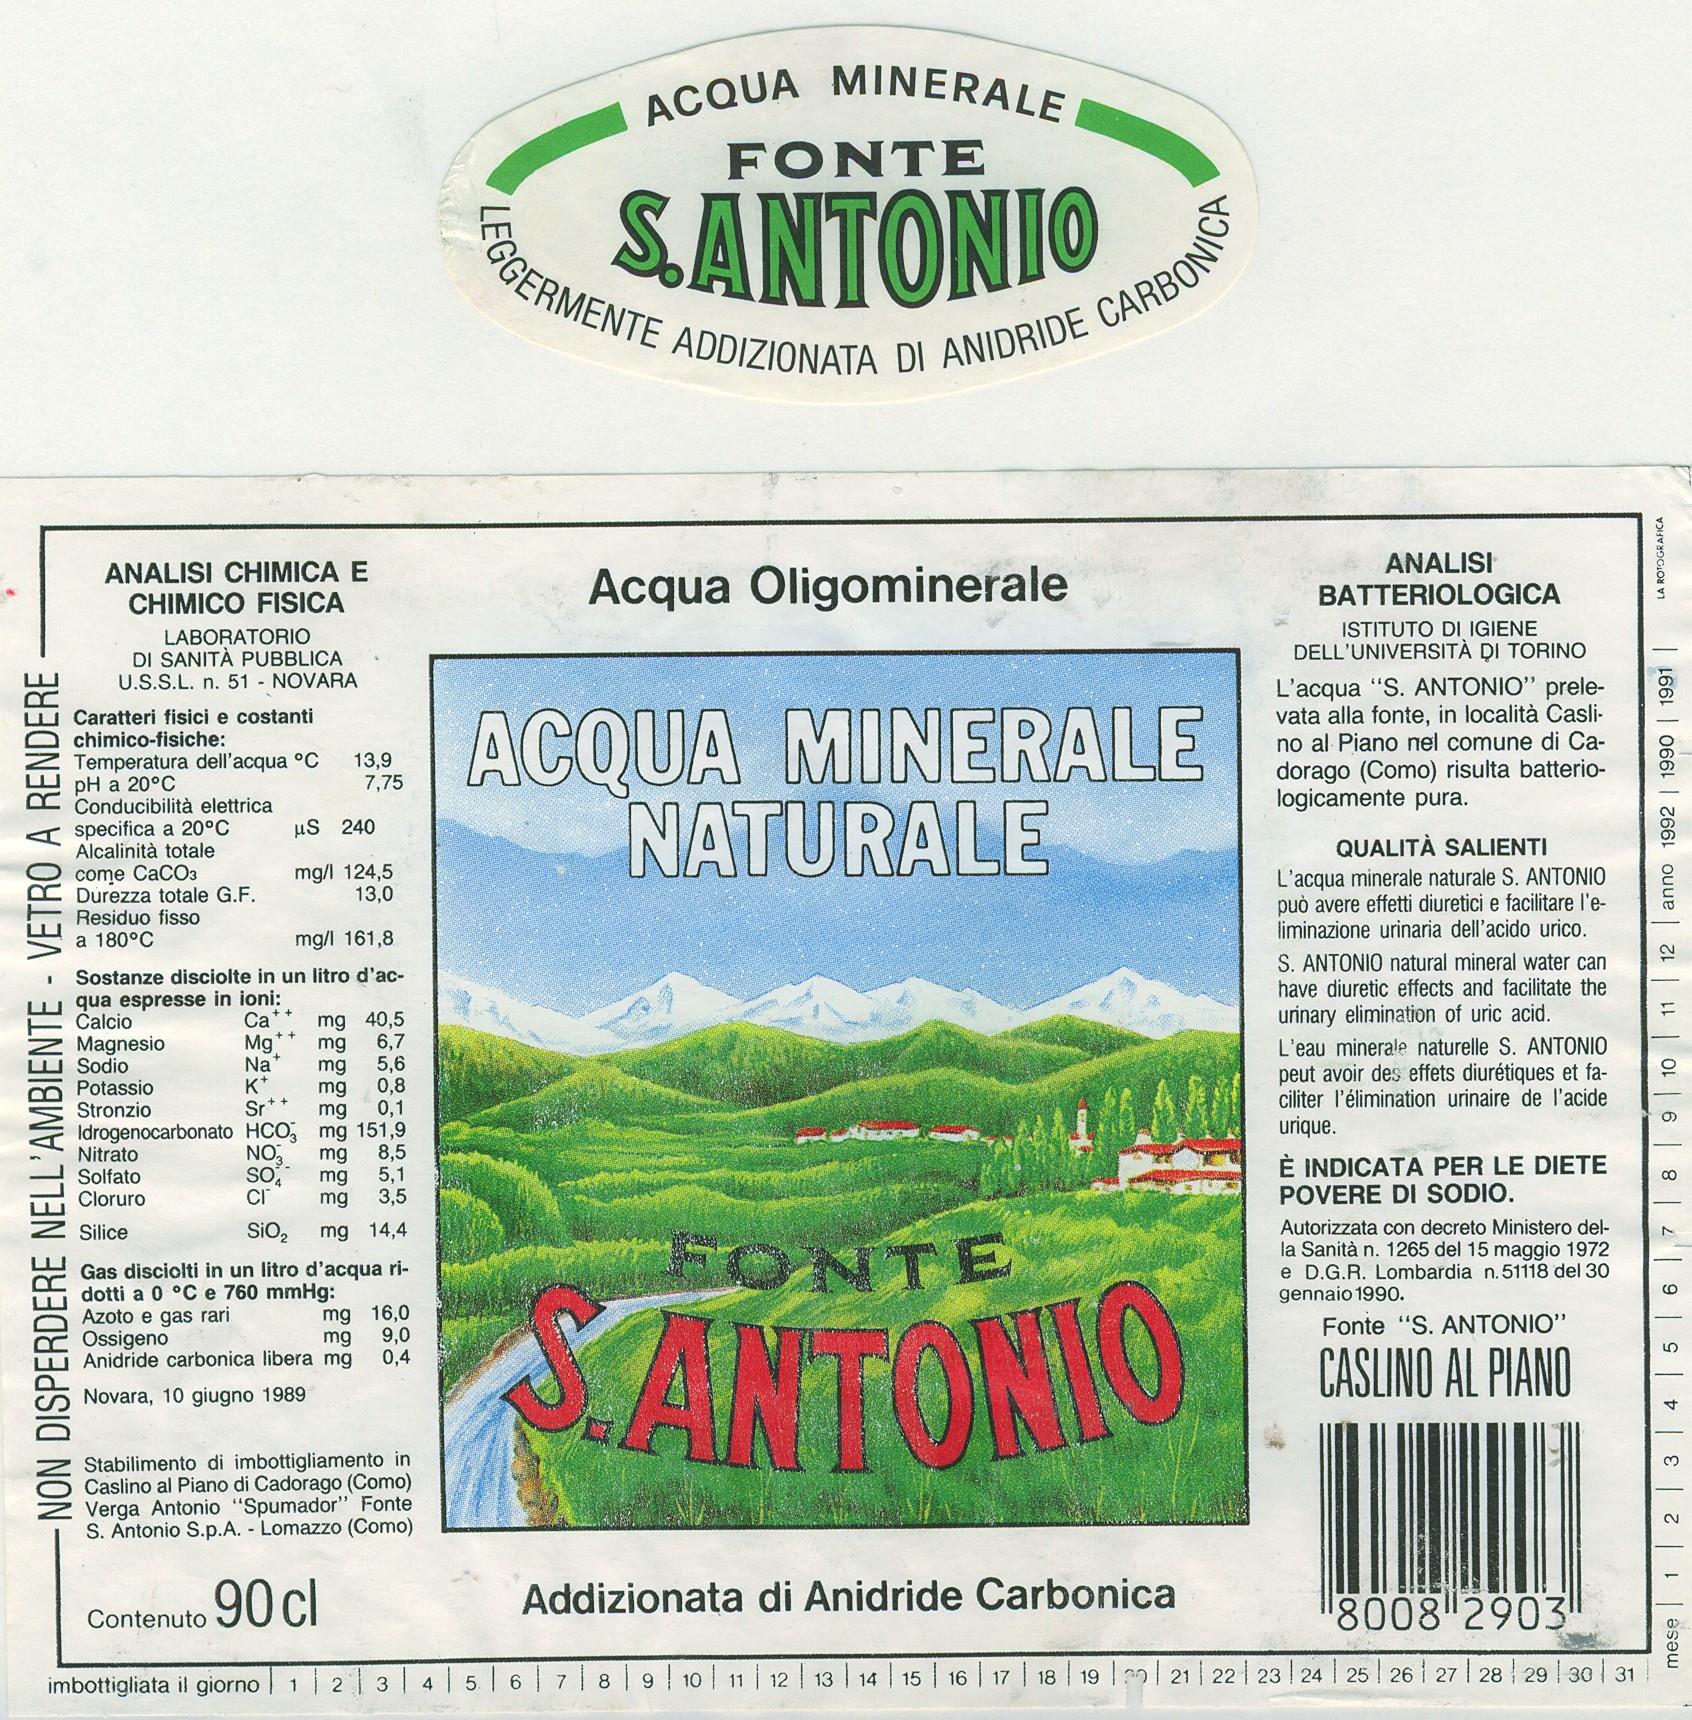 ACQUA MINERALE
FONTE
S.ANTONIO
LEGGERMENTE ADDIZIONATA DI ANIDRIDE CARBONICA
NON DISPERDERE NELL'AMBIENTE - VETRO A RENDERE
ANALISI CHIMICA E
CHIMICO FISICA
LABORATORIO
DI SANITÀ PUBBLICA
U.S.S.L. n. 51 - NOVARA
Caratteri fisici e costanti
chimico-fisiche:
Temperatura dell'acqua °C 13,9
pH a 20°C 7,75
Conducibilità elettrica
specifica a 20°C µS 240
Alcalinità totale
come CaCO₃ mg/l 124,5
Durezza totale G.F. 13,0
Residuo fisso
a 180°C mg/l 161,8
Sostanze disciolte in un litro d'ac-
qua espresse in ioni:
Calcio Ca⁺⁺ mg 40,5
Magnesio Mg⁺⁺ mg 6,7
Sodio Na⁺ mg 5,6
Potassio K⁺ mg 0,8
Stronzio Sr⁺⁺ mg 0,1
Idrogenocarbonato HCO₃⁻ mg 151,9
Nitrato NO₃⁻ mg 8,5
Solfato SO₄⁻⁻ mg 5,1
Cloruro Cl⁻ mg 3,5
Silice SiO₂ mg 14,4
Gas disciolti in un litro d'acqua ri-
dotti a 0 °C e 760 mmHg:
Azoto e gas rari mg 16,0
Ossigeno mg 9,0
Anidride carbonica libera mg 0,4
Novara, 10 giugno 1989
Stabilimento di imbottigliamento in
Caslino al Piano di Cadorago (Como)
Verga Antonio "Spumador" Fonte
S. Antonio S.p.A. - Lomazzo (Como)
Contenuto 90 cl
Acqua Oligominerale
ACQUA MINERALE
NATURALE
FONTE
S.ANTONIO
Addizionata di Anidride Carbonica
ANALISI
BATTERIOLOGICA
ISTITUTO DI IGIENE
DELL'UNIVERSITÀ DI TORINO
L'acqua "S. ANTONIO" prele-
vata alla fonte, in località Casli-
no al Piano nel comune di Ca-
dorago (Como) risulta batterio-
logicamente pura.
QUALITÀ SALIENTI
L'acqua minerale naturale S. ANTONIO
può avere effetti diuretici e facilitare l'e-
liminazione urinaria dell'acido urico.
S. ANTONIO natural mineral water can
have diuretic effects and facilitate the
urinary elimination of uric acid.
L'eau minerale naturelle S. ANTONIO
peut avoir des effets diurétiques et fa-
ciliter l'élimination urinaire de l'acide
urique.
È INDICATA PER LE DIETE
POVERE DI SODIO.
Autorizzata con decreto Ministero del-
la Sanità n. 1265 del 15 maggio 1972
e D.G.R. Lombardia n. 51118 del 30
gennaio 1990.
Fonte "S. ANTONIO"
CASLINO AL PIANO
8008 2903
LA ROTOGRAFICA
mese | 1 | 2 | 3 | 4 | 5 | 6 | 7 | 8 | 9 | 10 | 11 | 12 | anno 1992 | 1990 | 1991 |
imbottigliata il giorno | 1 | 2 | 3 | 4 | 5 | 6 | 7 | 8 | 9 | 10 | 11 | 12 | 13 | 14 | 15 | 16 | 17 | 18 | 19 | 20 | 21 | 22 | 23 | 24 | 25 | 26 | 27 | 28 | 29 | 30 | 31 |